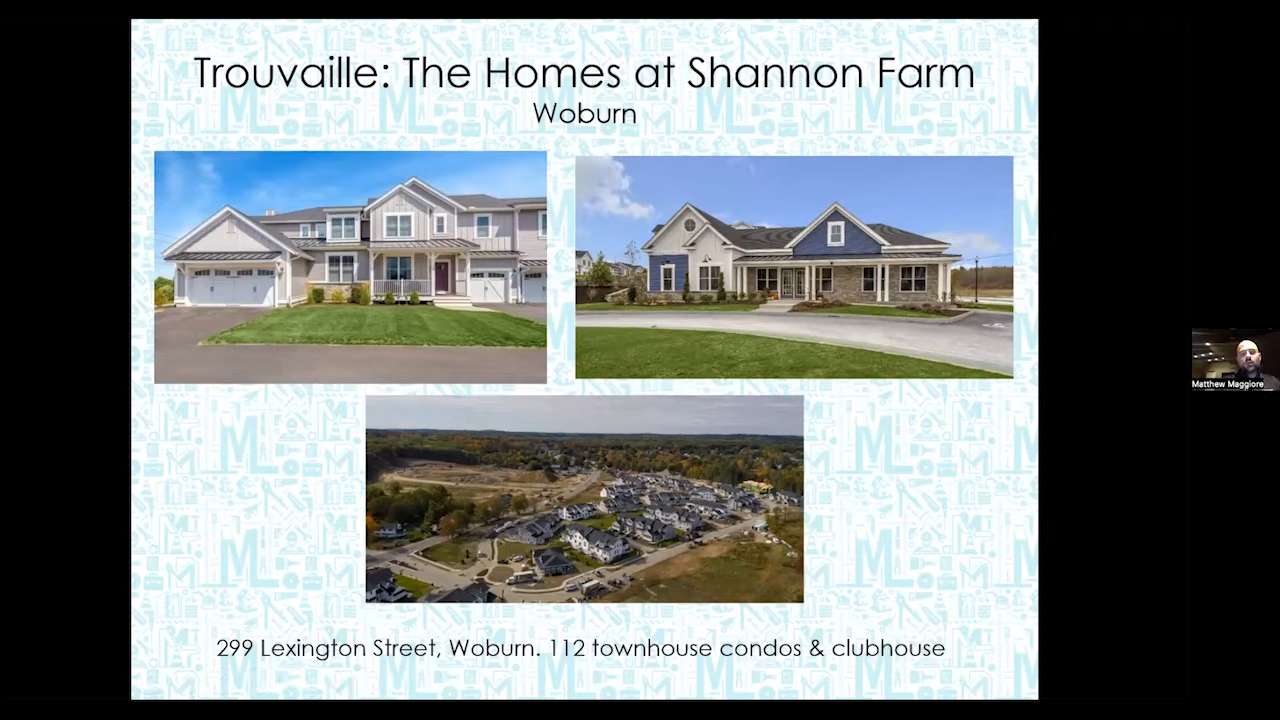 Trouvaille: The Homes at Shannon Farm
Woburn
299 Lexington Street, Woburn. 112 townhouse condos & clubhouse
Matthew Maggiore